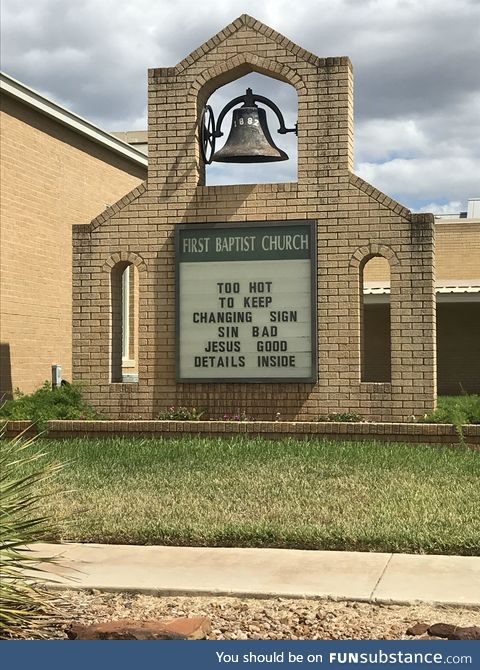 1882
FIRST BAPTIST CHURCH
TOO HOT
TO KEEP
CHANGING SIGN
SIN BAD
JESUS GOOD
DETAILS INSIDE
You should be on FUNsubstance.com